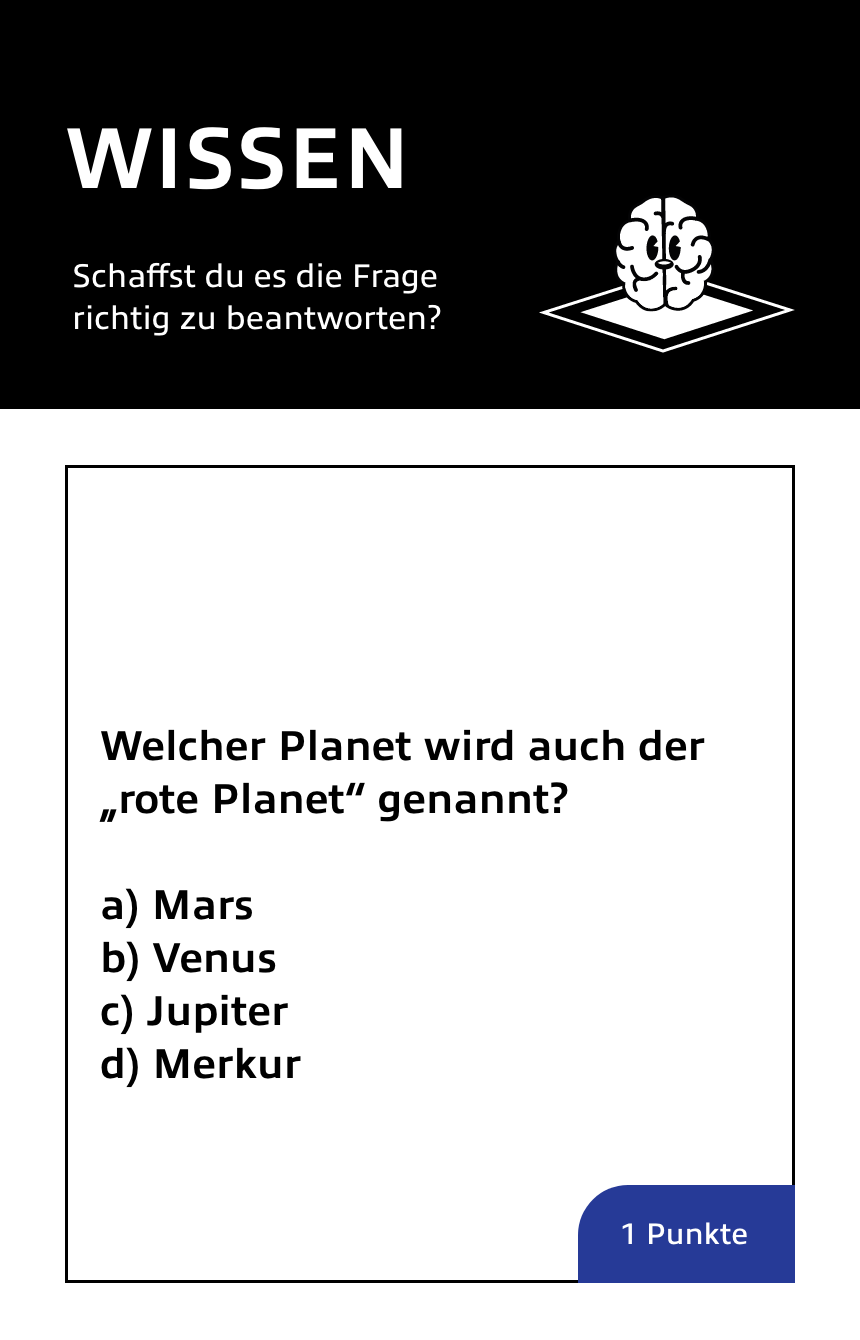 WISSEN
Schaffst du es die Frage
richtig zu beantworten?
Welcher Planet wird auch der
„rote Planet“ genannt?
a) Mars
b) Venus
c) Jupiter
d) Merkur
1 Punkte